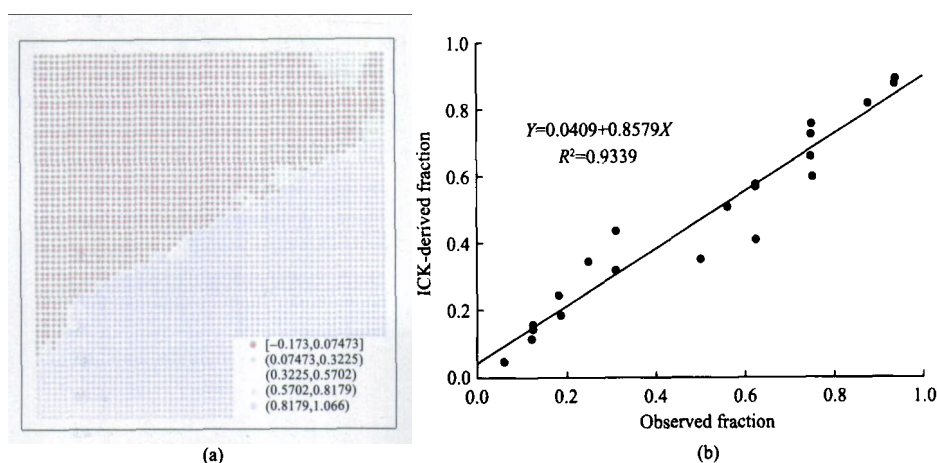 [−0.173,0.07473]
(0.07473,0.3225)
(0.3225,0.5702)
(0.5702,0.8179)
(0.8179,1.066)
(a)
1.0
0.8
0.6
0.4
0.2
0.0
ICK-derived fraction
Y=0.0409+0.8579X
R²=0.9339
0.0 0.2 0.4 0.6 0.8 1.0
Observed fraction
(b)